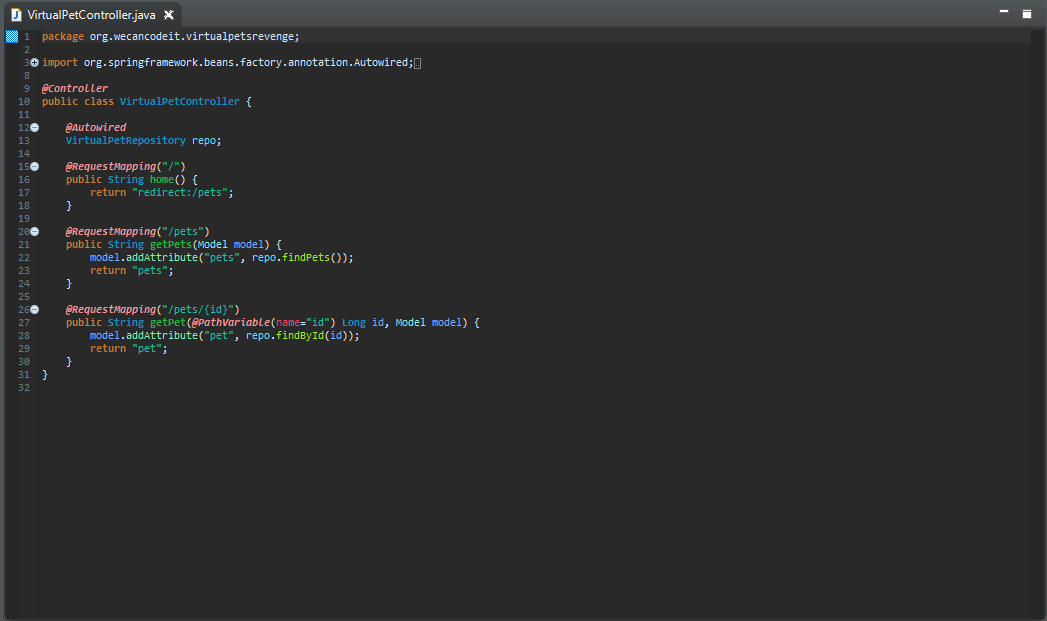 VirtualPetController.java
1 package org.wecancodeit.virtualpetsrevenge;
2
3 import org.springframework.beans.factory.annotation.Autowired;
8
9 @Controller
10 public class VirtualPetController {
11
12     @Autowired
13     VirtualPetRepository repo;
14
15     @RequestMapping("/")
16     public String home() {
17         return "redirect:/pets";
18     }
19
20     @RequestMapping("/pets")
21     public String getPets(Model model) {
22         model.addAttribute("pets", repo.findPets());
23         return "pets";
24     }
25
26     @RequestMapping("/pets/{id}")
27     public String getPet(@PathVariable(name="id") Long id, Model model) {
28         model.addAttribute("pet", repo.findById(id));
29         return "pet";
30     }
31 }
32